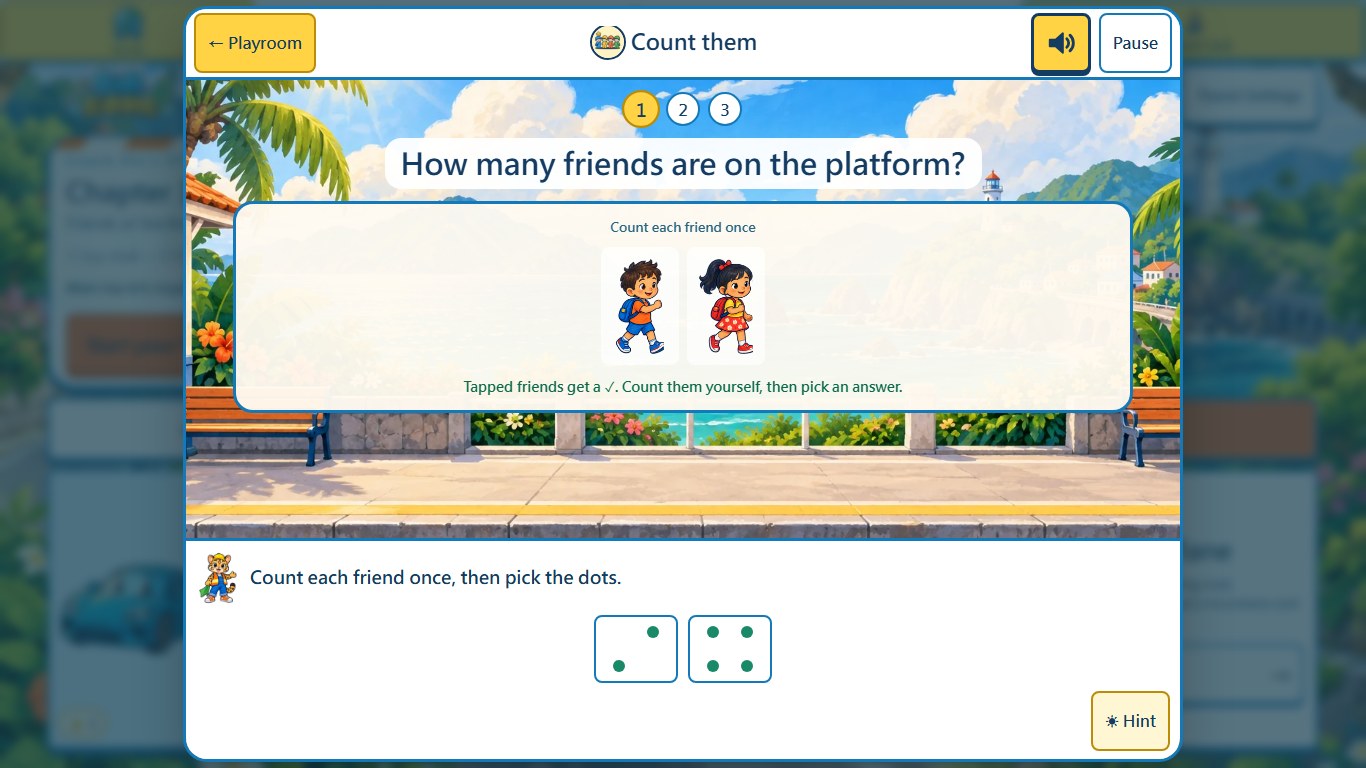 ← Playroom
Count them
Pause
1 2 3
How many friends are on the platform?
Count each friend once
Tapped friends get a ✓. Count them yourself, then pick an answer.
Count each friend once, then pick the dots.
☀ Hint